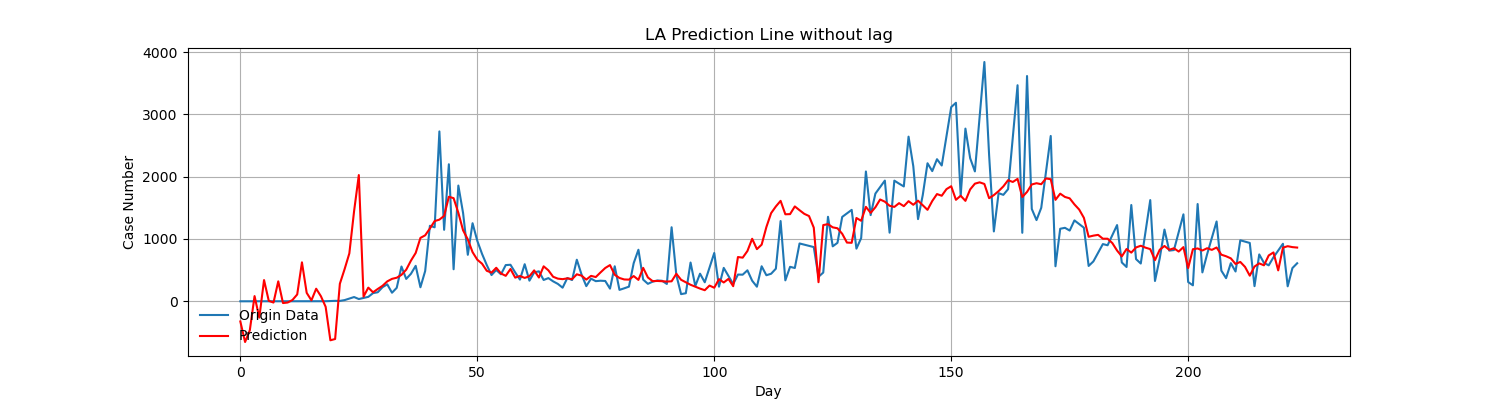 LA Prediction Line without lag
4000
3000
2000
1000
0
Case Number
Origin Data
Prediction
0 50 100 150 200
Day